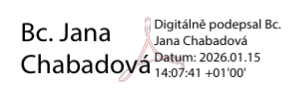 Bc. Jana
Chabadová
Digitálně podepsal Bc.
Jana Chabadová
Datum: 2026.01.15
14:07:41 +01'00'